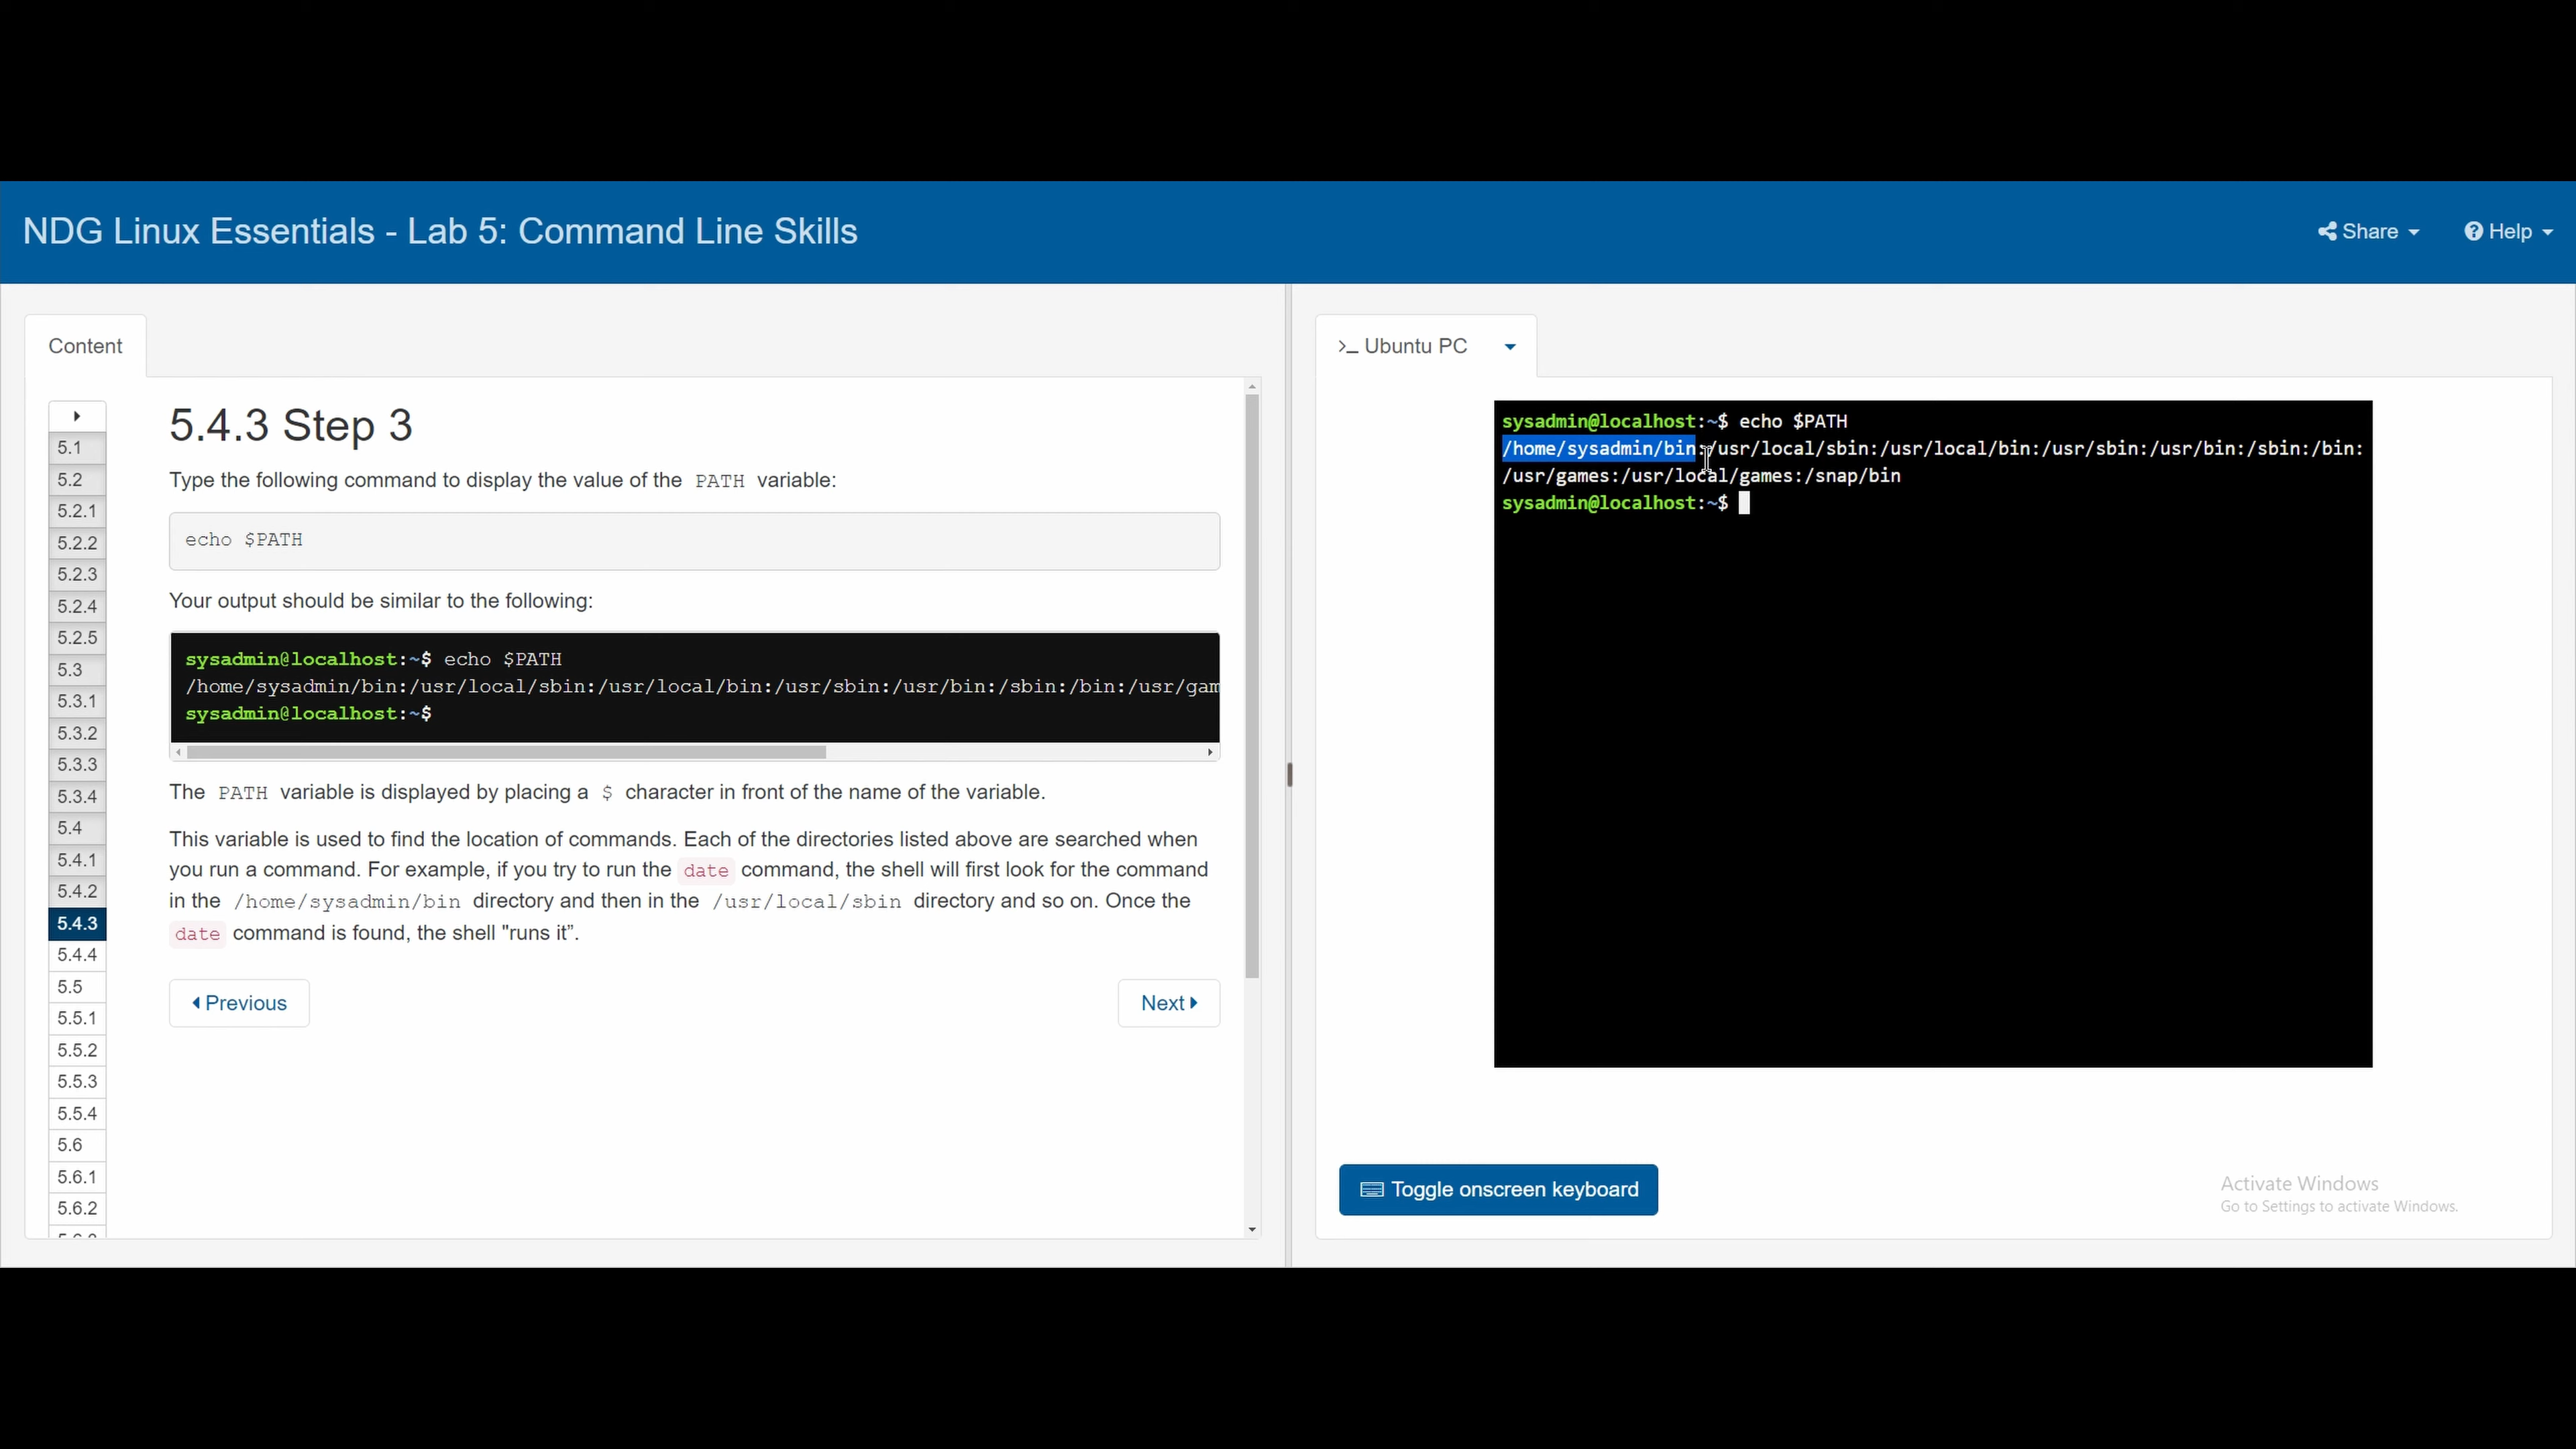 NDG Linux Essentials - Lab 5: Command Line Skills
Share
Help
Content
5.1
5.2
5.2.1
5.2.2
5.2.3
5.2.4
5.2.5
5.3
5.3.1
5.3.2
5.3.3
5.3.4
5.4
5.4.1
5.4.2
5.4.3
5.4.4
5.5
5.5.1
5.5.2
5.5.3
5.5.4
5.6
5.6.1
5.6.2
5.4.3 Step 3
Type the following command to display the value of the PATH variable:
echo $PATH
Your output should be similar to the following:
sysadmin@localhost:~$ echo $PATH
/home/sysadmin/bin:/usr/local/sbin:/usr/local/bin:/usr/sbin:/usr/bin:/sbin:/bin:/usr/gam
sysadmin@localhost:~$
The PATH variable is displayed by placing a $ character in front of the name of the variable.
This variable is used to find the location of commands. Each of the directories listed above are searched when
you run a command. For example, if you try to run the date command, the shell will first look for the command
in the /home/sysadmin/bin directory and then in the /usr/local/sbin directory and so on. Once the
date command is found, the shell "runs it”.
Previous
Next
>_ Ubuntu PC
sysadmin@localhost:~$ echo $PATH
/home/sysadmin/bin:/usr/local/sbin:/usr/local/bin:/usr/sbin:/usr/bin:/sbin:/bin:
/usr/games:/usr/local/games:/snap/bin
sysadmin@localhost:~$
Toggle onscreen keyboard
Activate Windows
Go to Settings to activate Windows.